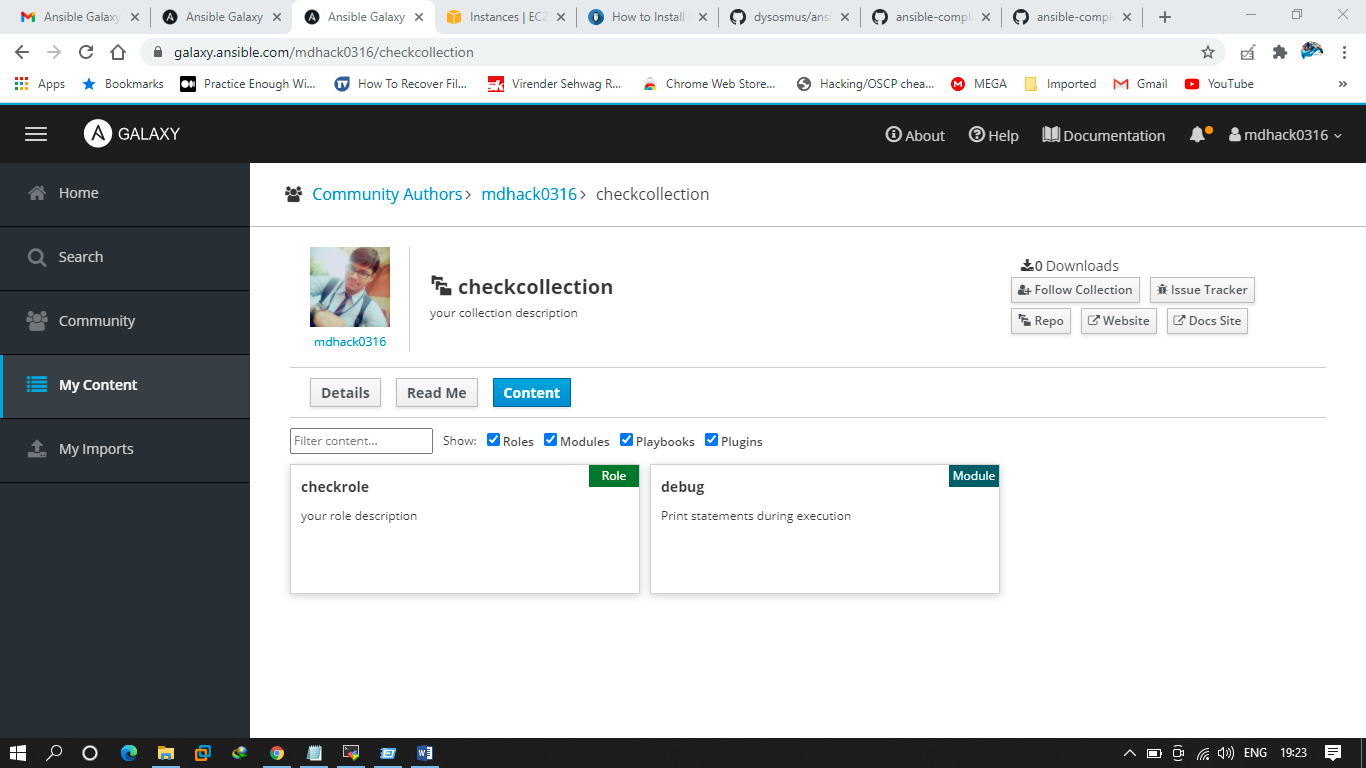 Ansible Galaxy Ansible Galaxy Ansible Galaxy Instances | EC2 How to Install dysosmus/ansi ansible-compl ansible-compl
galaxy.ansible.com/mdhack0316/checkcollection
Apps Bookmarks Practice Enough Wi... How To Recover Fil... Virender Sehwag R... Chrome Web Store... Hacking/OSCP chea... MEGA Imported Gmail YouTube »
A GALAXY About Help Documentation mdhack0316
Home
Search
Community
My Content
My Imports
Community Authors > mdhack0316 > checkcollection
checkcollection
your collection description
mdhack0316
0 Downloads
Follow Collection Issue Tracker
Repo Website Docs Site
Details Read Me Content
Filter content... Show: Roles Modules Playbooks Plugins
checkrole Role
your role description
debug Module
Print statements during execution
ENG 19:23